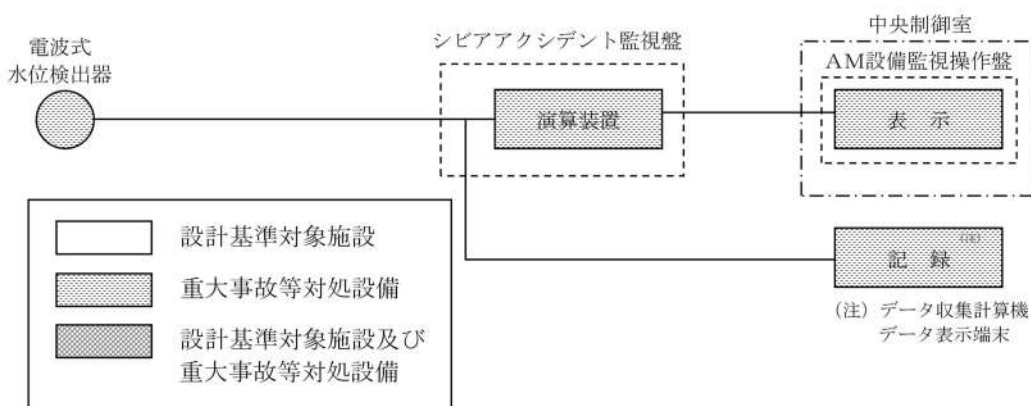 中央制御室
シビアアクシデント監視盤
電波式
水位検出器
AM設備監視操作盤
演算装置
表 示
設計基準対象施設
重大事故等対処設備
設計基準対象施設及び
重大事故等対処設備
(注)
記 録
(注) データ収集計算機
データ表示端末